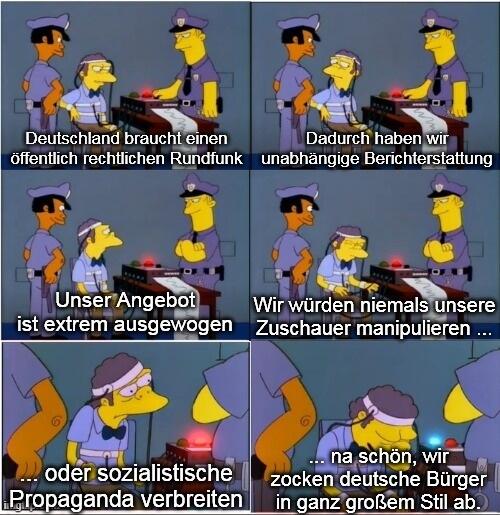 Deutschland braucht einen
öffentlich rechtlichen Rundfunk
Dadurch haben wir
unabhängige Berichterstattung
Unser Angebot
ist extrem ausgewogen
Wir würden niemals unsere
Zuschauer manipulieren ...
... oder sozialistische
Propaganda verbreiten
... na schön, wir
zocken deutsche Bürger
in ganz großem Stil ab.